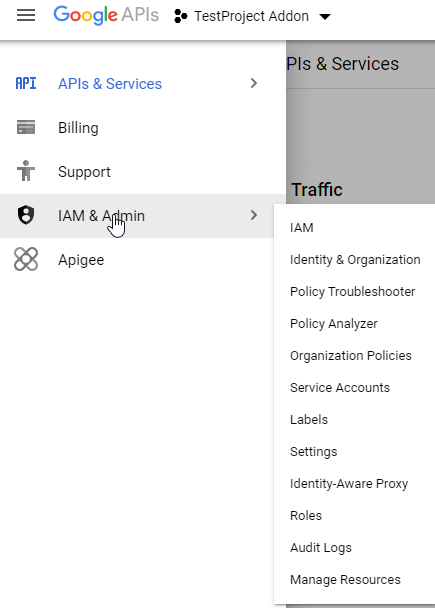 Google APIs TestProject Addon
API APIs & Services
PIs & Services
Billing
Support
Traffic
IAM & Admin
IAM
Identity & Organization
Apigee
Policy Troubleshooter
Policy Analyzer
Organization Policies
Service Accounts
Labels
Settings
Identity-Aware Proxy
Roles
Audit Logs
Manage Resources